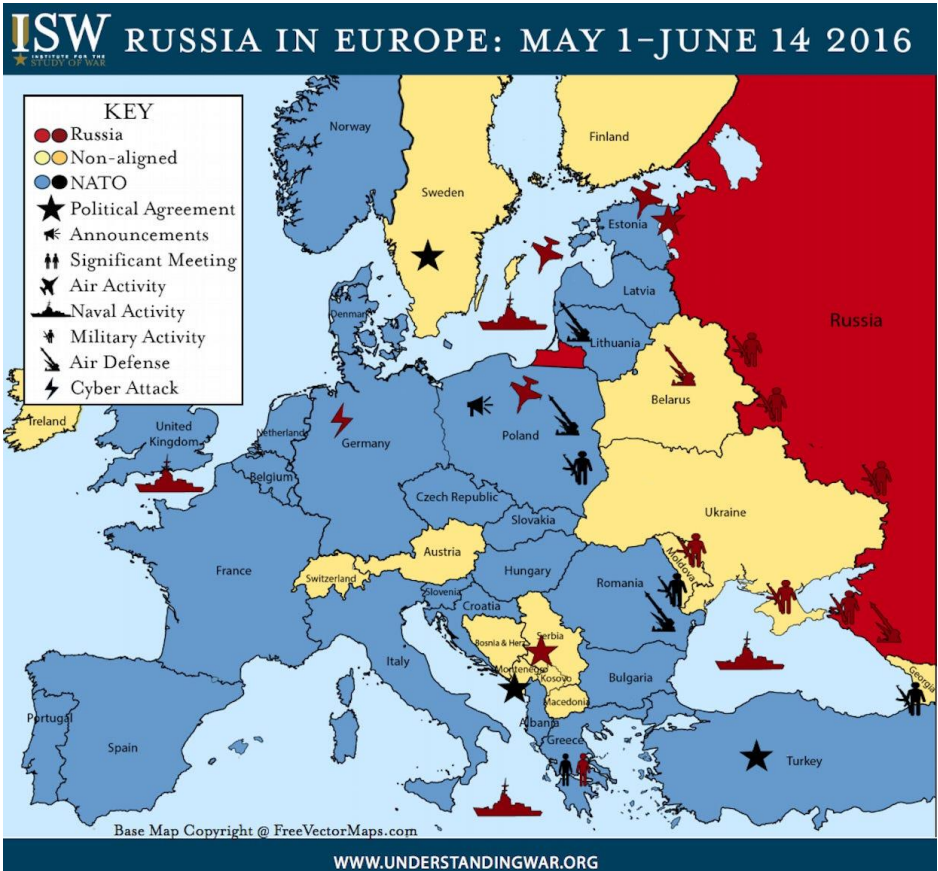 ISW
INSTITUTE FOR THE
STUDY OF WAR
RUSSIA IN EUROPE: MAY 1-JUNE 14 2016
KEY
Russia
Non-aligned
NATO
Political Agreement
Announcements
Significant Meeting
Air Activity
Naval Activity
Military Activity
Air Defense
Cyber Attack
Norway
Finland
Sweden
Estonia
Latvia
Denmark
Lithuania
Russia
Belarus
Ireland
United
Kingdom
Netherlands
Germany
Poland
Belgium
Czech Republic
Ukraine
Slovakia
Austria
Moldova
France
Switzerland
Hungary
Romania
Slovenia
Croatia
Bosnia & Herz
Serbia
Italy
Montenegro
Kosovo
Bulgaria
Georgia
Macedonia
Portugal
Albania
Spain
Greece
Turkey
Base Map Copyright @ FreeVectorMaps.com
WWW.UNDERSTANDINGWAR.ORG